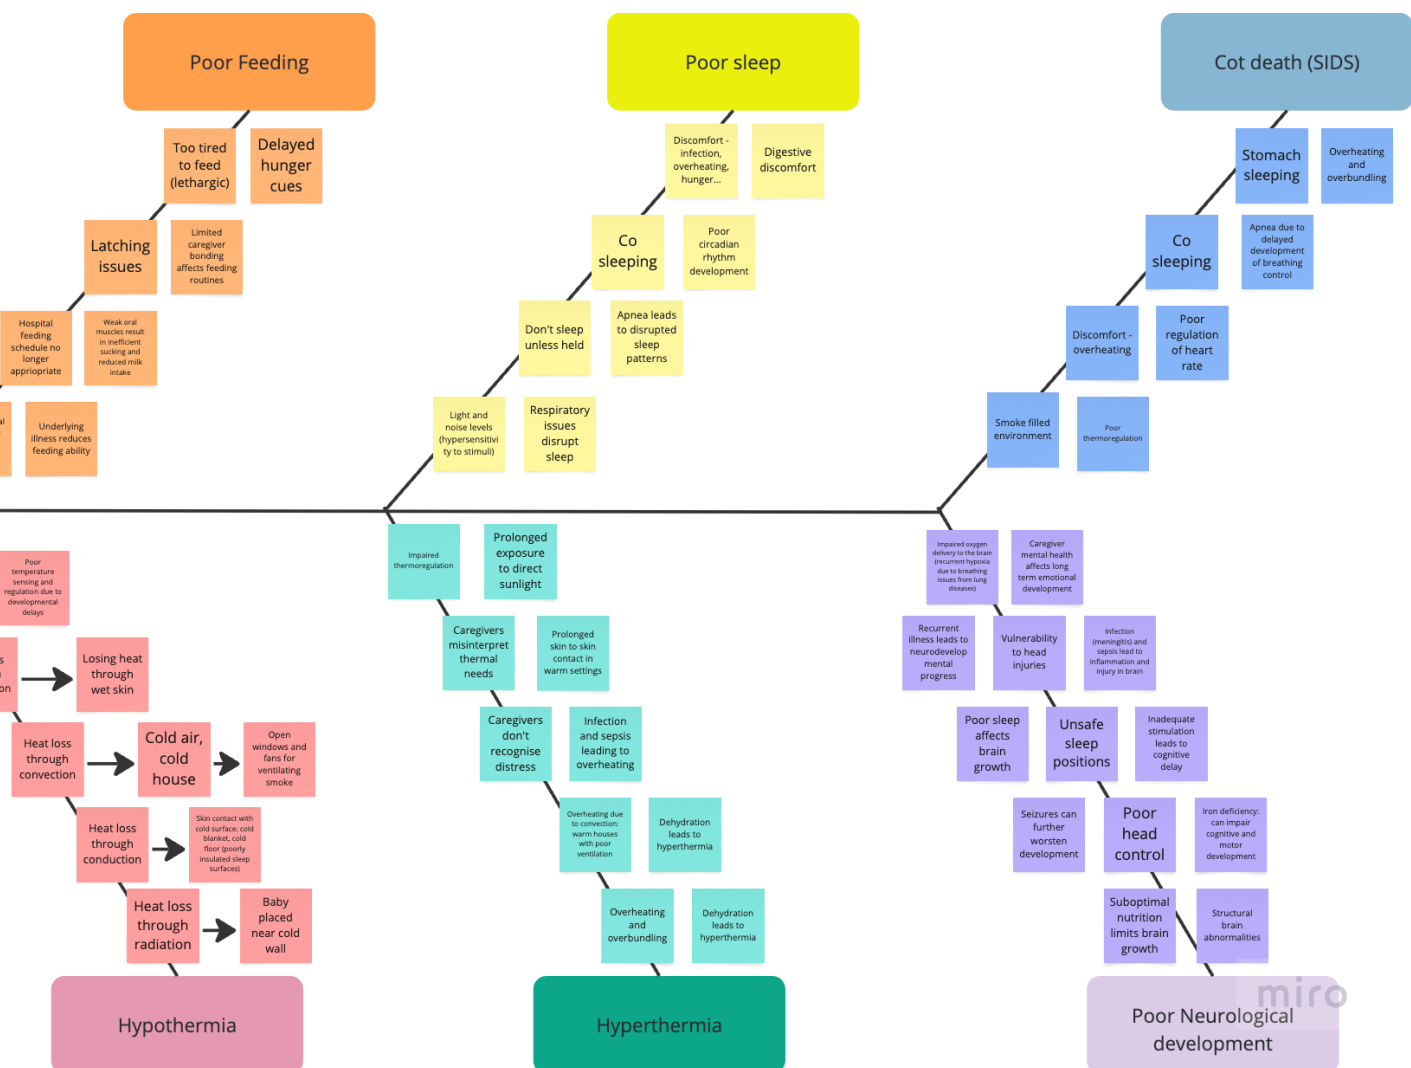 Poor Feeding
Poor sleep
Cot death (SIDS)
Too tired
to feed
(lethargic)
Delayed
hunger
cues
Latching
issues
Limited
caregiver
bonding
affects feeding
routines
Hospital
feeding
schedule no
longer
appriopriate
Weak oral
muscles result
in inefficient
sucking and
reduced milk
intake
al
Underlying
illness reduces
feeding ability
Discomfort -
infection,
overheating,
hunger...
Digestive
discomfort
Co
sleeping
Poor
circadian
rhythm
development
Don't sleep
unless held
Apnea leads
to disrupted
sleep
patterns
Light and
noise levels
(hypersensitivi
ty to stimuli)
Respiratory
issues
disrupt
sleep
Stomach
sleeping
Overheating
and
overbundling
Co
sleeping
Apnea due to
delayed
development
of breathing
control
Discomfort -
overheating
Poor
regulation
of heart
rate
Smoke filled
environment
Poor
thermoregulation
Poor
temperature
sensing and
regulation due to
developmental
delays
s
on
Losing heat
through
wet skin
Heat loss
through
convection
Cold air,
cold
house
Open
windows and
fans for
ventilating
smoke
Heat loss
through
conduction
Skin contact with
cold surface: cold
blanket, cold
floor (poorly
insulated sleep
surfaces)
Heat loss
through
radiation
Baby
placed
near cold
wall
Hypothermia
Impaired
thermoregulation
Prolonged
exposure
to direct
sunlight
Caregivers
misinterpret
thermal
needs
Prolonged
skin to skin
contact in
warm settings
Caregivers
don't
recognise
distress
Infection
and sepsis
leading to
overheating
Overheating due
to convection:
warm houses
with poor
ventilation
Dehydration
leads to
hyperthermia
Overheating
and
overbundling
Dehydration
leads to
hyperthermia
Hyperthermia
Impaired oxygen
delivery to the brain
(recurrent hypoxia
due to breathing
issues from lung
diseases)
Caregiver
mental health
affects long
term emotional
development
Recurrent
illness leads to
neurodevelop
mental
progress
Vulnerability
to head
injuries
Infection
(meningitis) and
sepsis lead to
inflammation and
injury in brain
Poor sleep
affects
brain
growth
Unsafe
sleep
positions
Inadequate
stimulation
leads to
cognitive
delay
Seizures can
further
worsten
development
Poor
head
control
Iron deficiency:
can impair
cognitive and
motor
development
Suboptimal
nutrition
limits brain
growth
Structural
brain
abnormalities
Poor Neurological
development
miro